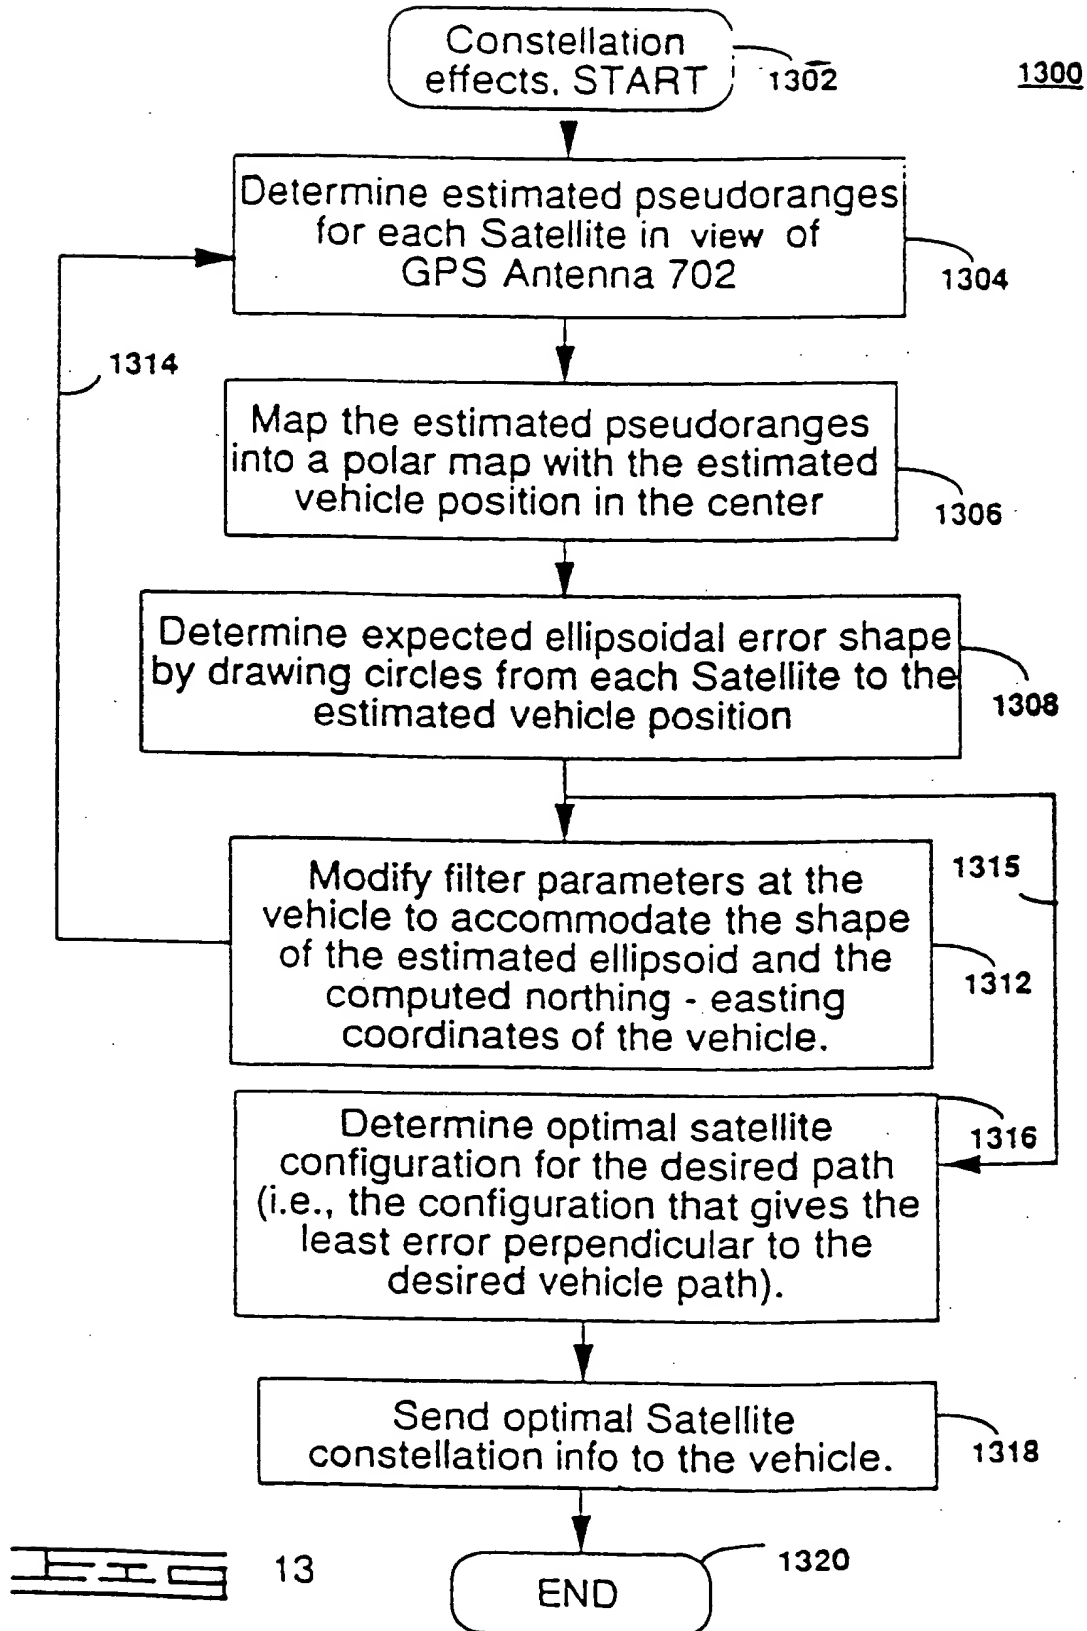 Constellation
effects, START
1302
1300
Determine estimated pseudoranges
for each Satellite in view of
GPS Antenna 702
1304
1314
Map the estimated pseudoranges
into a polar map with the estimated
vehicle position in the center
1306
Determine expected ellipsoidal error shape
by drawing circles from each Satellite to the
estimated vehicle position
1308
1315
Modify filter parameters at the
vehicle to accommodate the shape
of the estimated ellipsoid and the
computed northing - easting
coordinates of the vehicle.
1312
1316
Determine optimal satellite
configuration for the desired path
(i.e., the configuration that gives the
least error perpendicular to the
desired vehicle path).
Send optimal Satellite
constellation info to the vehicle.
1318
1320
END
FIG 13